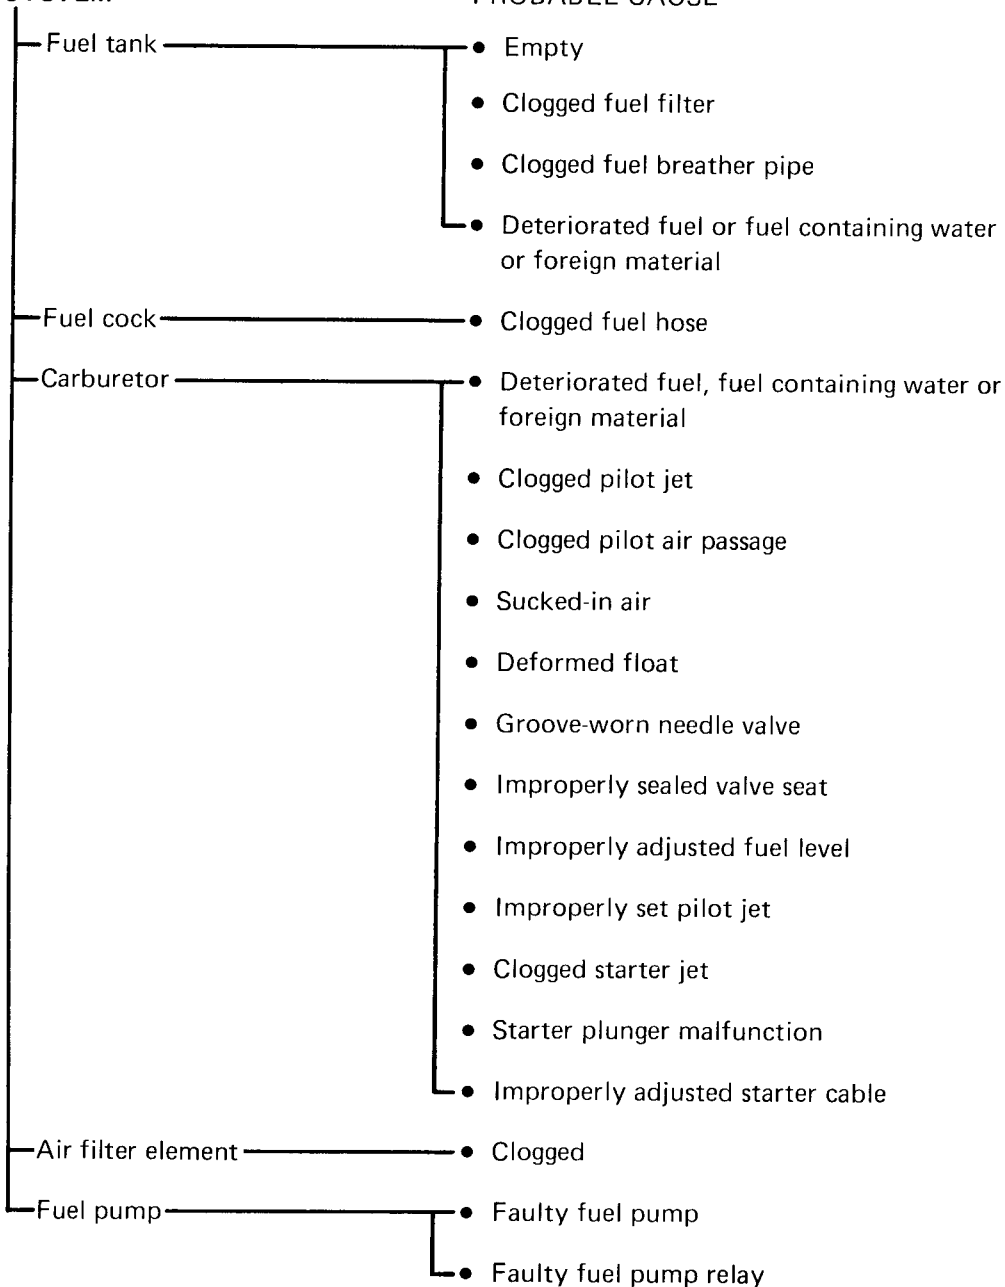 PROBABLE CAUSE
Fuel tank
• Empty
• Clogged fuel filter
• Clogged fuel breather pipe
• Deteriorated fuel or fuel containing water
or foreign material
Fuel cock
• Clogged fuel hose
Carburetor
• Deteriorated fuel, fuel containing water or
foreign material
• Clogged pilot jet
• Clogged pilot air passage
• Sucked-in air
• Deformed float
• Groove-worn needle valve
• Improperly sealed valve seat
• Improperly adjusted fuel level
• Improperly set pilot jet
• Clogged starter jet
• Starter plunger malfunction
• Improperly adjusted starter cable
Air filter element
• Clogged
Fuel pump
• Faulty fuel pump
• Faulty fuel pump relay